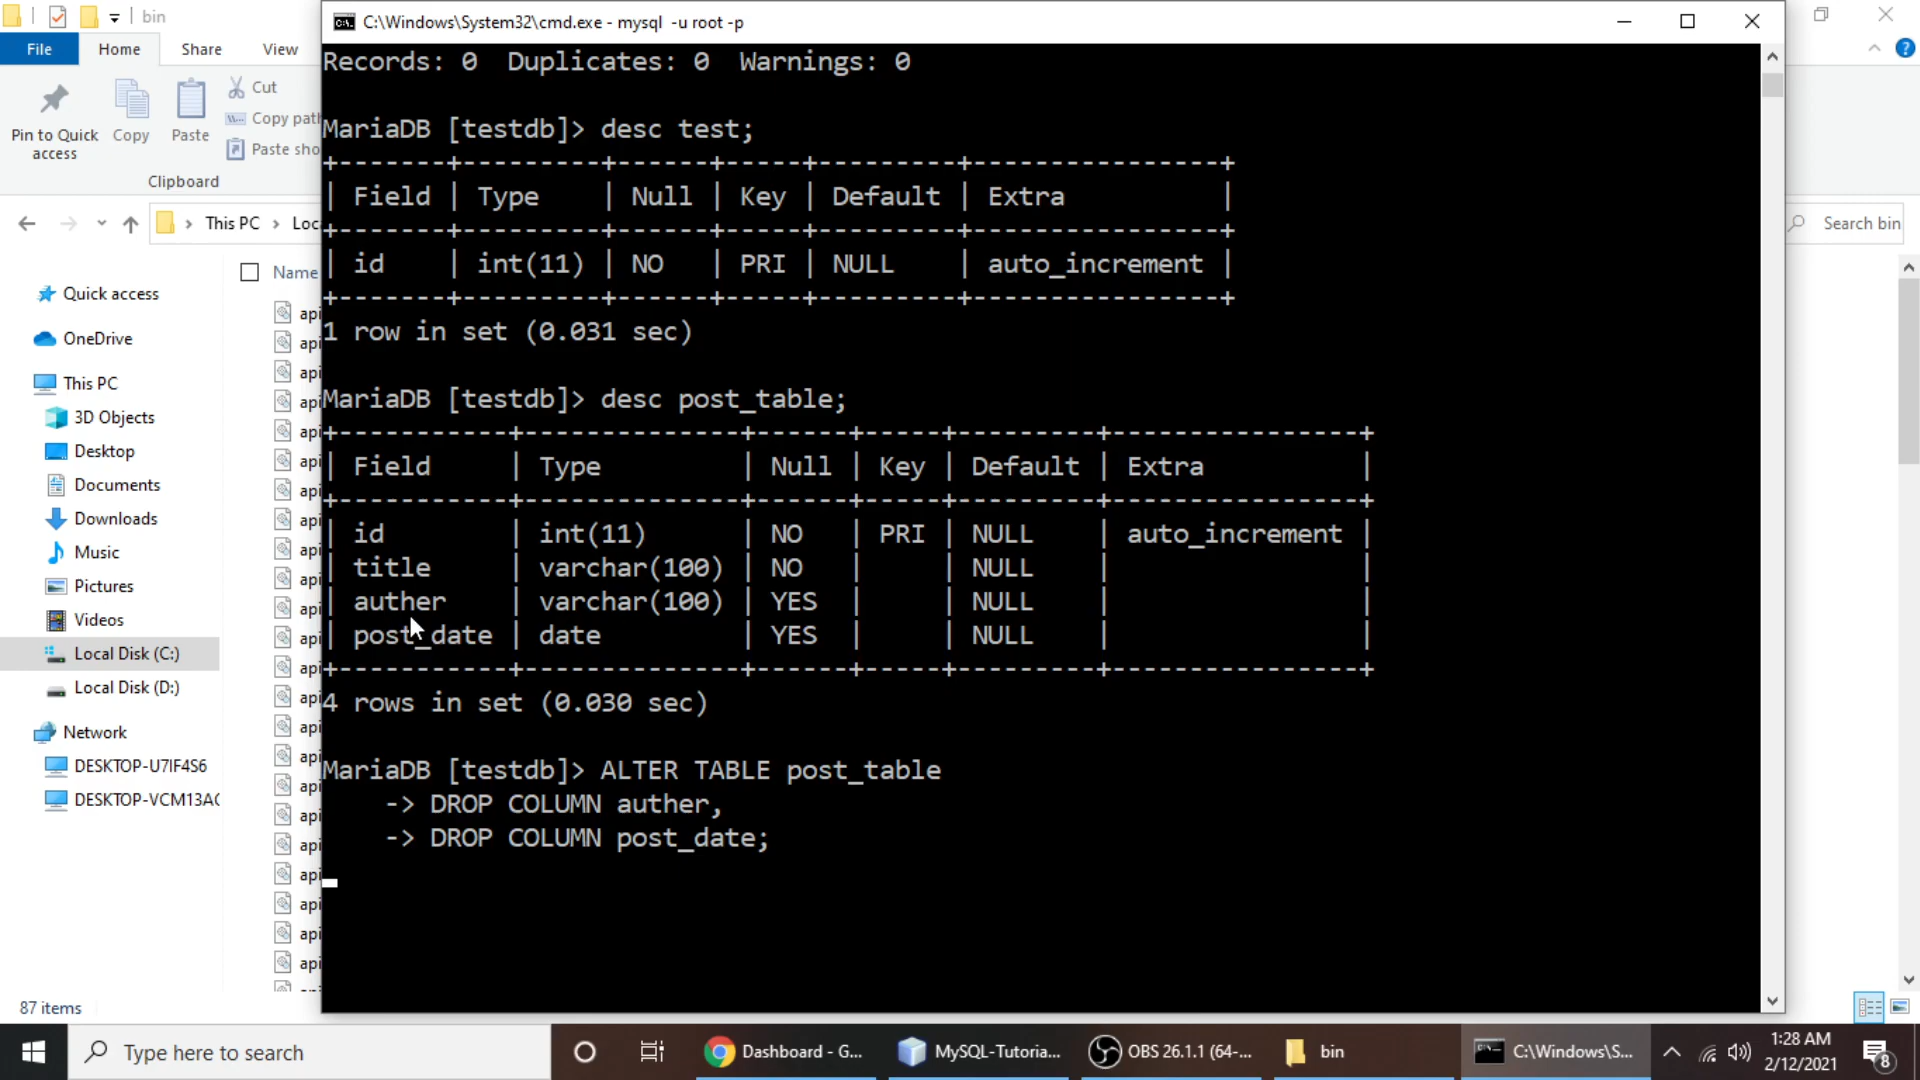 bin
C:\Windows\System32\cmd.exe - mysql -u root -p
File Home Share View
Pin to Quick access
Copy
Paste
Cut
Copy path
Clipboard
This PC
Search bin
Name
Quick access
OneDrive
This PC
3D Objects
Desktop
Documents
Downloads
Music
Pictures
Videos
Local Disk (C:)
Local Disk (D:)
Network
DESKTOP-U7IF4S6
87 items
Records: 0  Duplicates: 0  Warnings: 0
MariaDB [testdb]> desc test;
+-------+---------+------+-----+---------+----------------+
| Field | Type    | Null | Key | Default | Extra          |
+-------+---------+------+-----+---------+----------------+
| id    | int(11) | NO   | PRI | NULL    | auto_increment |
+-------+---------+------+-----+---------+----------------+
1 row in set (0.031 sec)
MariaDB [testdb]> desc post_table;
+-----------+--------------+------+-----+---------+----------------+
| Field     | Type         | Null | Key | Default | Extra          |
+-----------+--------------+------+-----+---------+----------------+
| id        | int(11)      | NO   | PRI | NULL    | auto_increment |
| title     | varchar(100) | NO   |     | NULL    |                |
| auther    | varchar(100) | YES  |     | NULL    |                |
| post_date | date         | YES  |     | NULL    |                |
+-----------+--------------+------+-----+---------+----------------+
4 rows in set (0.030 sec)
MariaDB [testdb]> ALTER TABLE post_table
    -> DROP COLUMN auther,
    -> DROP COLUMN post_date;
Type here to search
Dashboard - G...
MySQL-Tutoria...
OBS 26.1.1 (64-...
bin
C:\Windows\S...
1:28 AM
2/12/2021
8